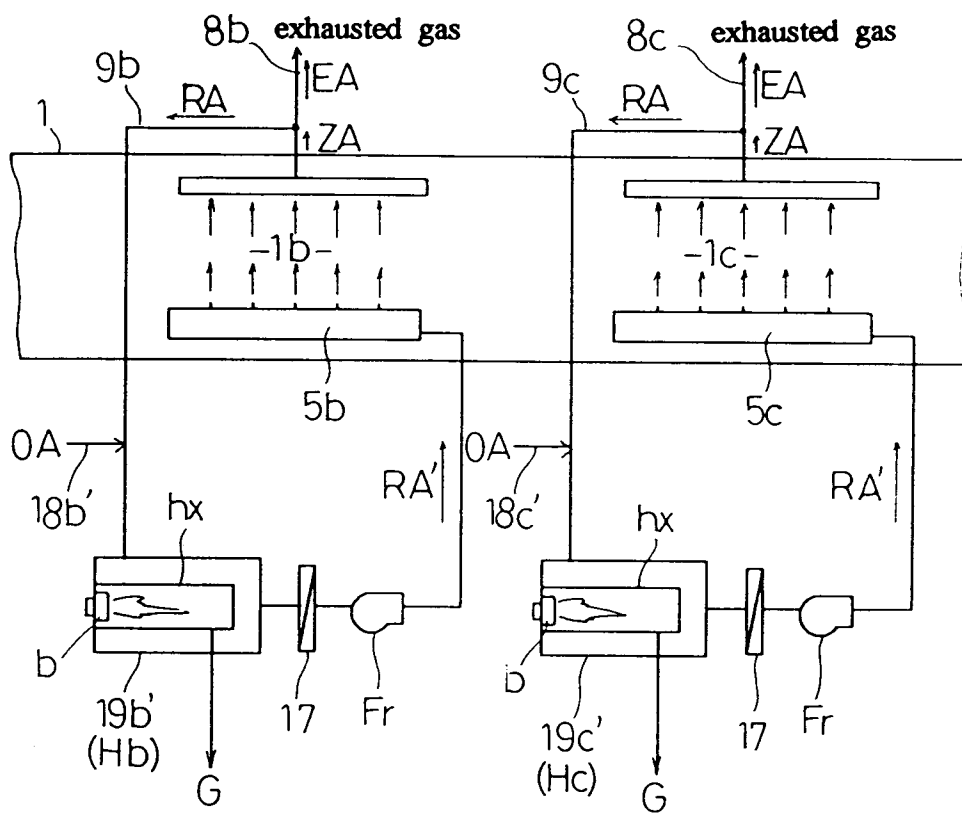 8b exhausted gas 8c exhausted gas
9b RA EA 9c RA EA
1 ZA ZA
-1b- -1c-
5b 5c
OA RA' OA RA'
18b' hx 18c' hx
b 17 Fr b 17 Fr
19b' 19c'
(Hb) (Hc)
G G